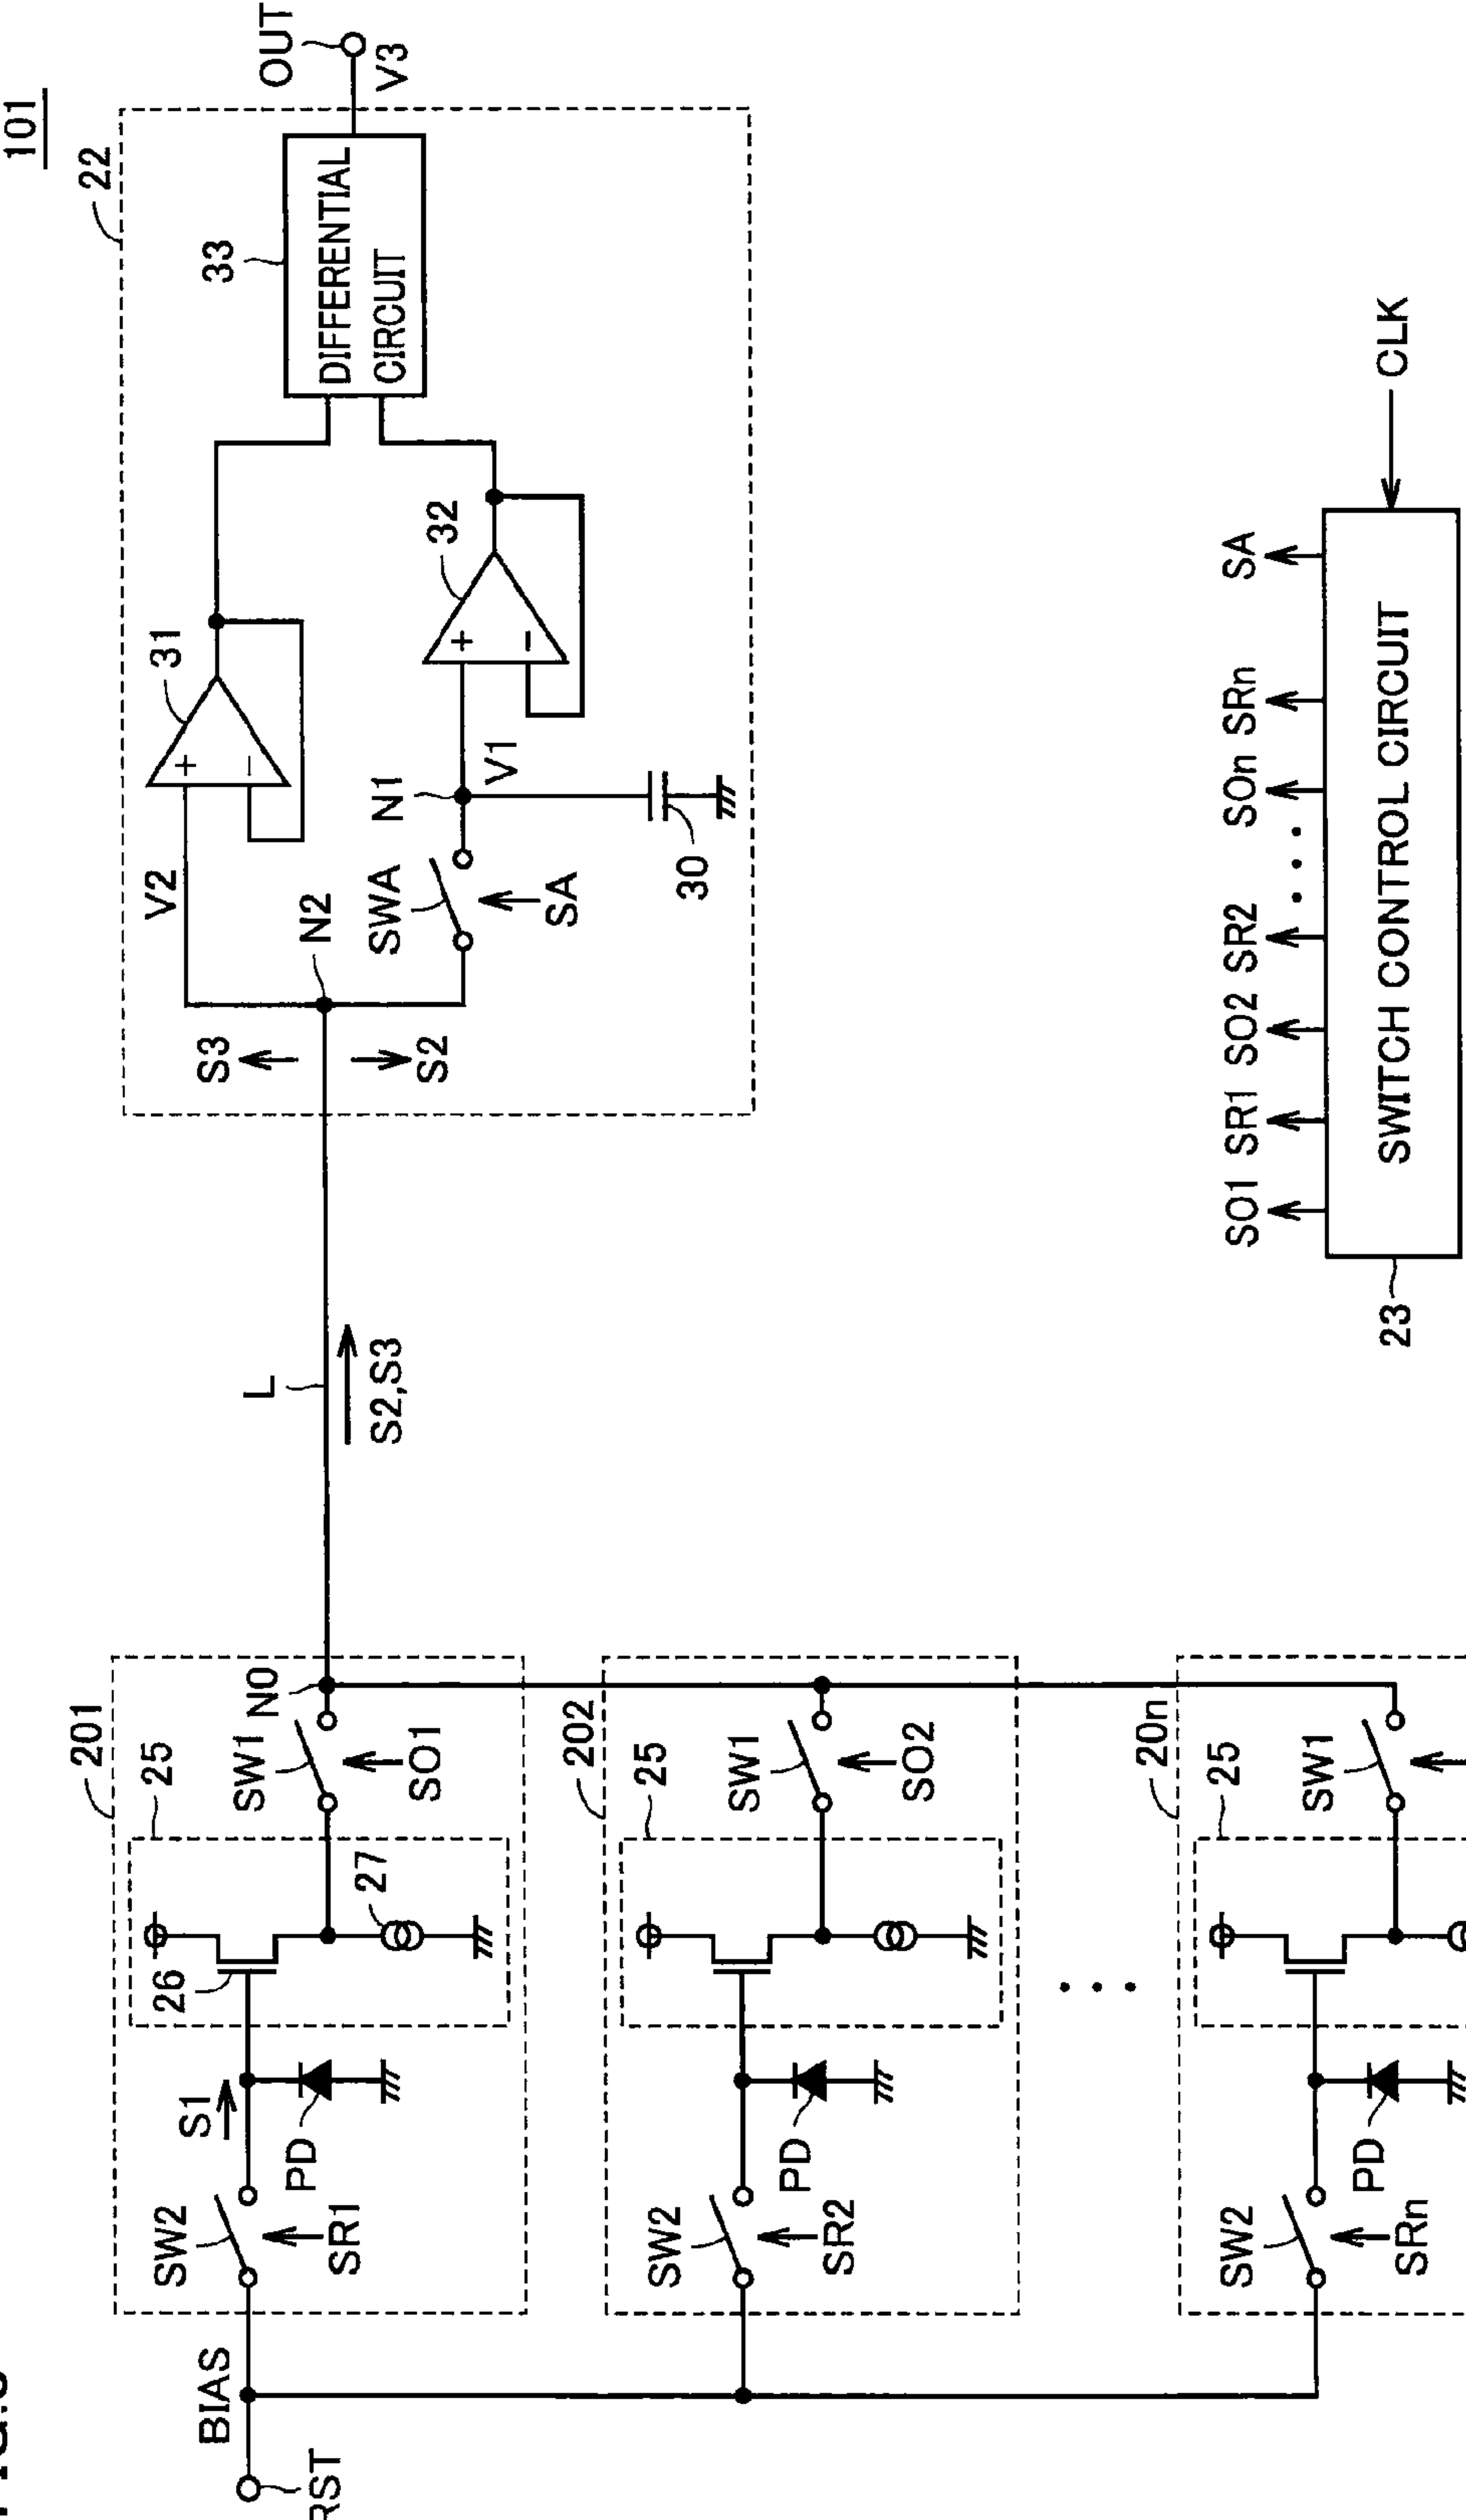 101
22
OUT
V3
33
DIFFERENTIAL
CIRCUIT
31
+
−
32
+
−
V2
N2
N1
V1
SWA
SA
30
S3
S2
L
S2,S3
201
25
N0
SW1
SO1
26
27
S1
PD
SW2
SR1
BIAS
RST
202
25
SW1
SO2
PD
SW2
SR2
20n
25
SW1
PD
SW2
SRn
SO1 SR1 SO2 SR2 SOn SRn SA
SWITCH CONTROL CIRCUIT
CLK
23